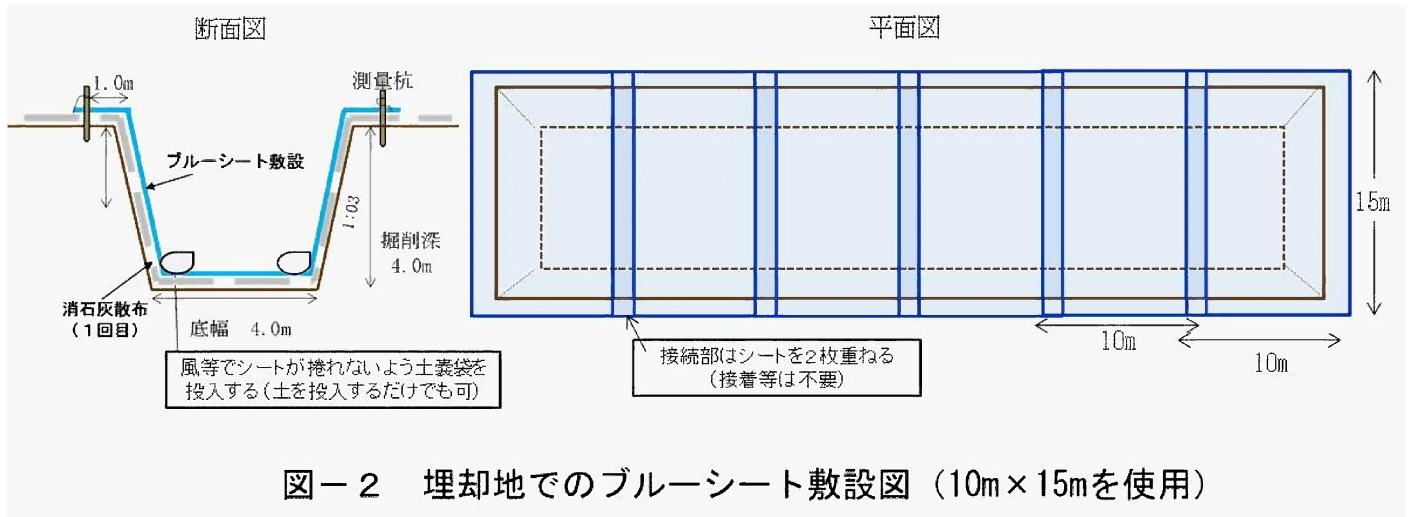 断面図
平面図
1.0m
測量杭
ブルーシート敷設
1:03
掘削深
4.0m
消石灰散布
(1回目)
底幅 4.0m
風等でシートが捲れないよう土嚢袋を
投入する(土を投入するだけでも可)
接続部はシートを2枚重ねる
(接着等は不要)
10m
10m
15m
図-2 埋却地でのブルーシート敷設図 (10m×15mを使用)